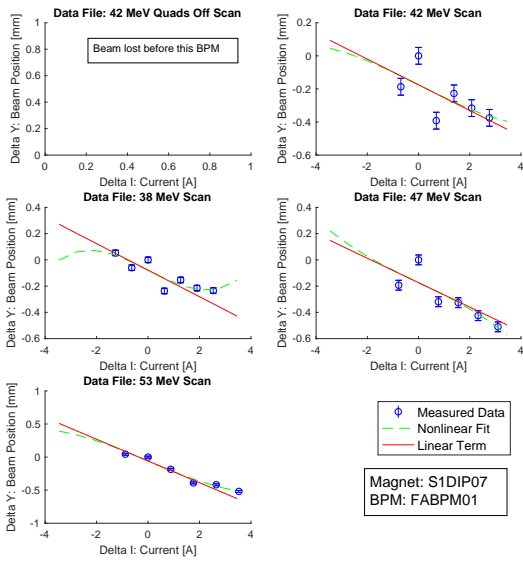 Data File: 42 MeV Quads Off Scan
Delta Y: Beam Position [mm]
1
0.8
0.6
0.4
0.2
0
Beam lost before this BPM
0 0.2 0.4 0.6 0.8 1
Delta I: Current [A]
Data File: 42 MeV Scan
Delta Y: Beam Position [mm]
0.2
0
-0.2
-0.4
-0.6
-4 -2 0 2 4
Delta I: Current [A]
Data File: 38 MeV Scan
Delta Y: Beam Position [mm]
0.4
0.2
0
-0.2
-0.4
-0.6
-4 -2 0 2 4
Delta I: Current [A]
Data File: 47 MeV Scan
Delta Y: Beam Position [mm]
0.4
0.2
0
-0.2
-0.4
-0.6
-4 -2 0 2 4
Delta I: Current [A]
Data File: 53 MeV Scan
Delta Y: Beam Position [mm]
1
0.5
0
-0.5
-1
-4 -2 0 2 4
Delta I: Current [A]
Measured Data
Nonlinear Fit
Linear Term
Magnet: S1DIP07
BPM: FABPM01